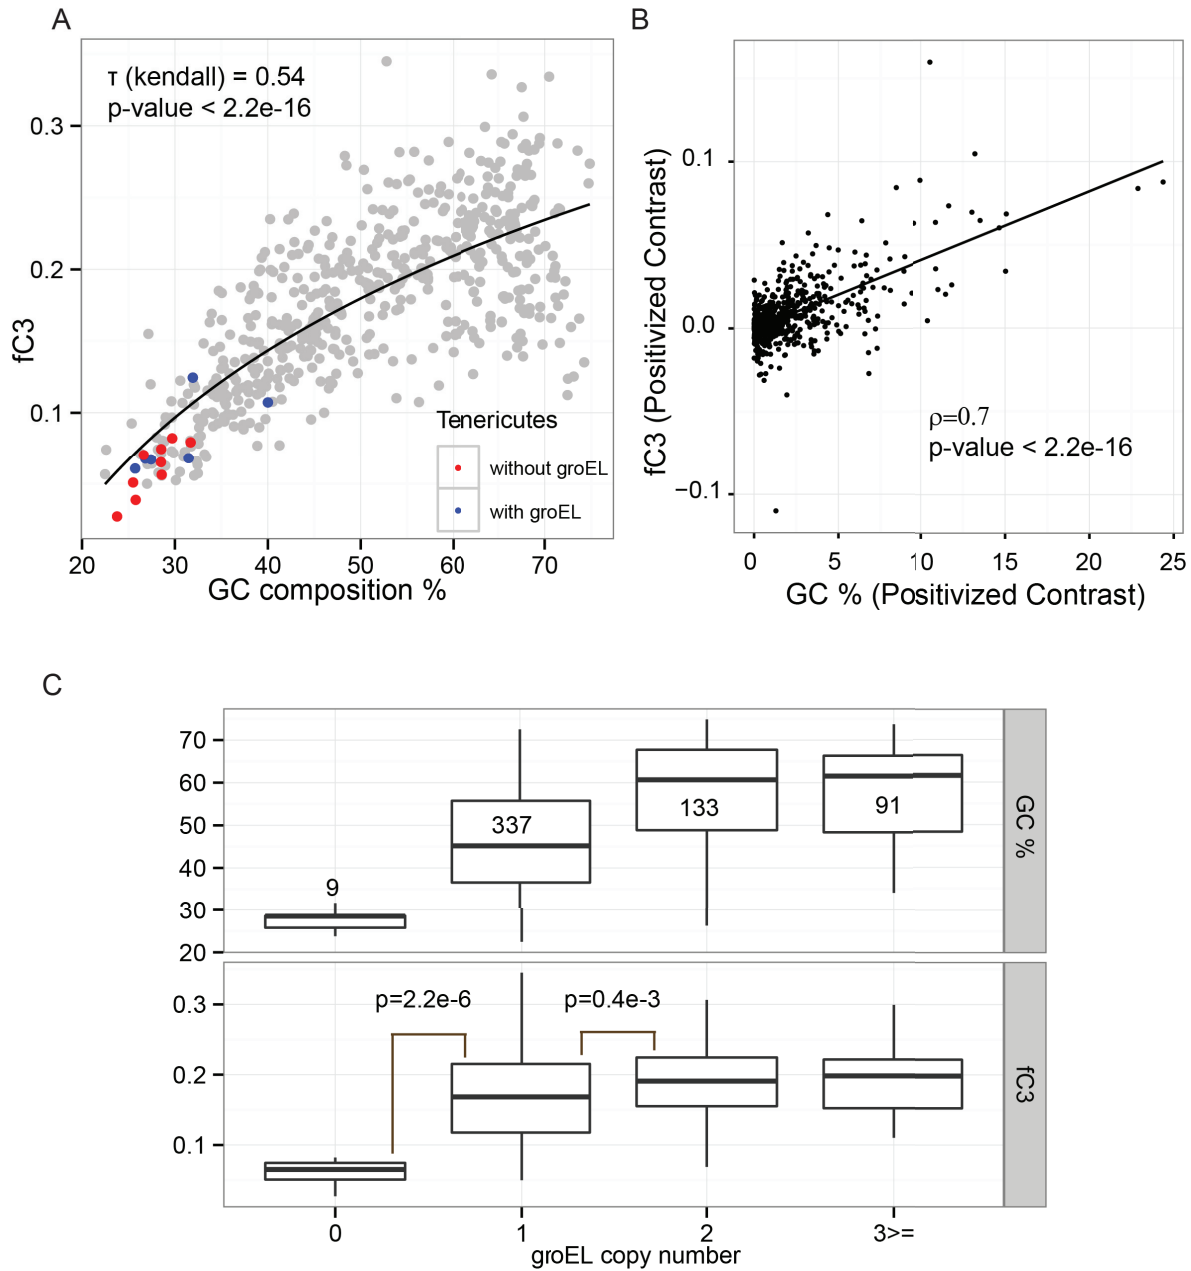 A
τ (kendall) = 0.54
p-value < 2.2e-16
0.3
0.2
0.1
fC3
Tenericutes
without groEL
with groEL
20 30 40 50 60 70
GC composition %
B
0.1
0.0
−0.1
fC3 (Positivized Contrast)
ρ=0.7
p-value < 2.2e-16
0 5 10 15 20 25
GC % (Positivized Contrast)
C
70
60
50
40
30
20
9
337
133
91
GC %
0.3
0.2
0.1
p=2.2e-6
p=0.4e-3
fC3
0 1 2 3>=
groEL copy number